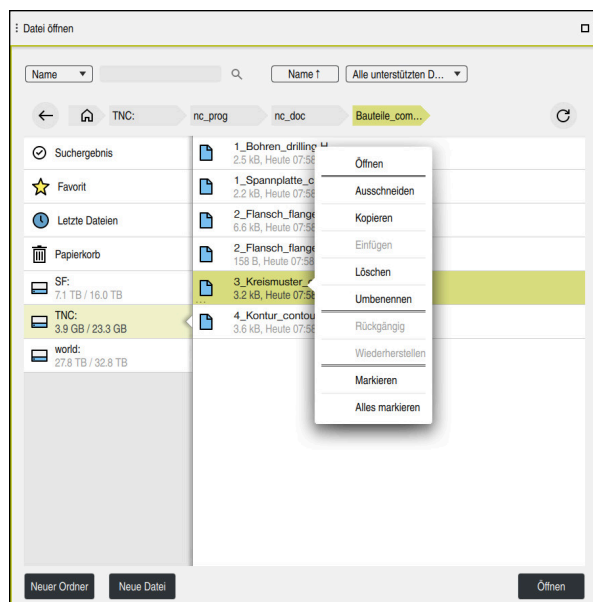 Datei öffnen
Name
Name ↑
Alle unterstützten D...
TNC:
nc_prog
nc_doc
Bauteile_com...
Suchergebnis
Favorit
Letzte Dateien
Papierkorb
SF:
7.1 TB / 16.0 TB
TNC:
3.9 GB / 23.3 GB
world:
27.8 TB / 32.8 TB
1_Bohren_drilling.H
2.5 kB, Heute 07:58
1_Spannplatte_c
2.2 kB, Heute 07:58
2_Flansch_flange
6.6 kB, Heute 07:58
2_Flansch_flange
158 B, Heute 07:58
3_Kreismuster_c
3.2 kB, Heute 07:58
4_Kontur_contou
3.6 kB, Heute 07:58
Öffnen
Ausschneiden
Kopieren
Einfügen
Löschen
Umbenennen
Rückgängig
Wiederherstellen
Markieren
Alles markieren
Neuer Ordner
Neue Datei
Öffnen